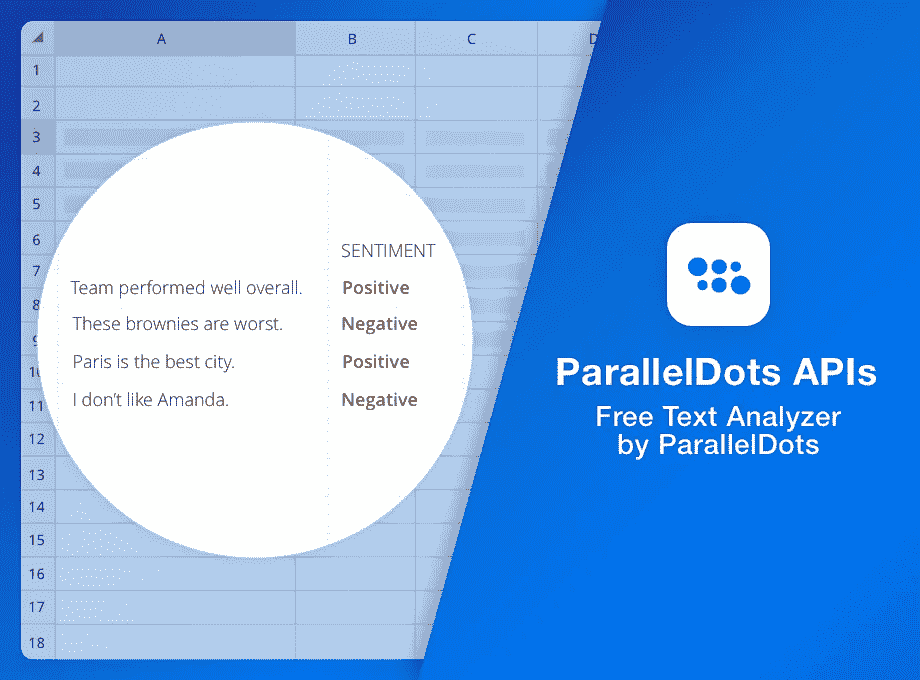 A B C D
1
2
3
4
5
6
SENTIMENT
7
Team performed well overall. Positive
8
These brownies are worst. Negative
9
Paris is the best city. Positive
10
I don't like Amanda. Negative
11
12
13
14
15
16
17
18
ParallelDots APIs
Free Text Analyzer
by ParallelDots